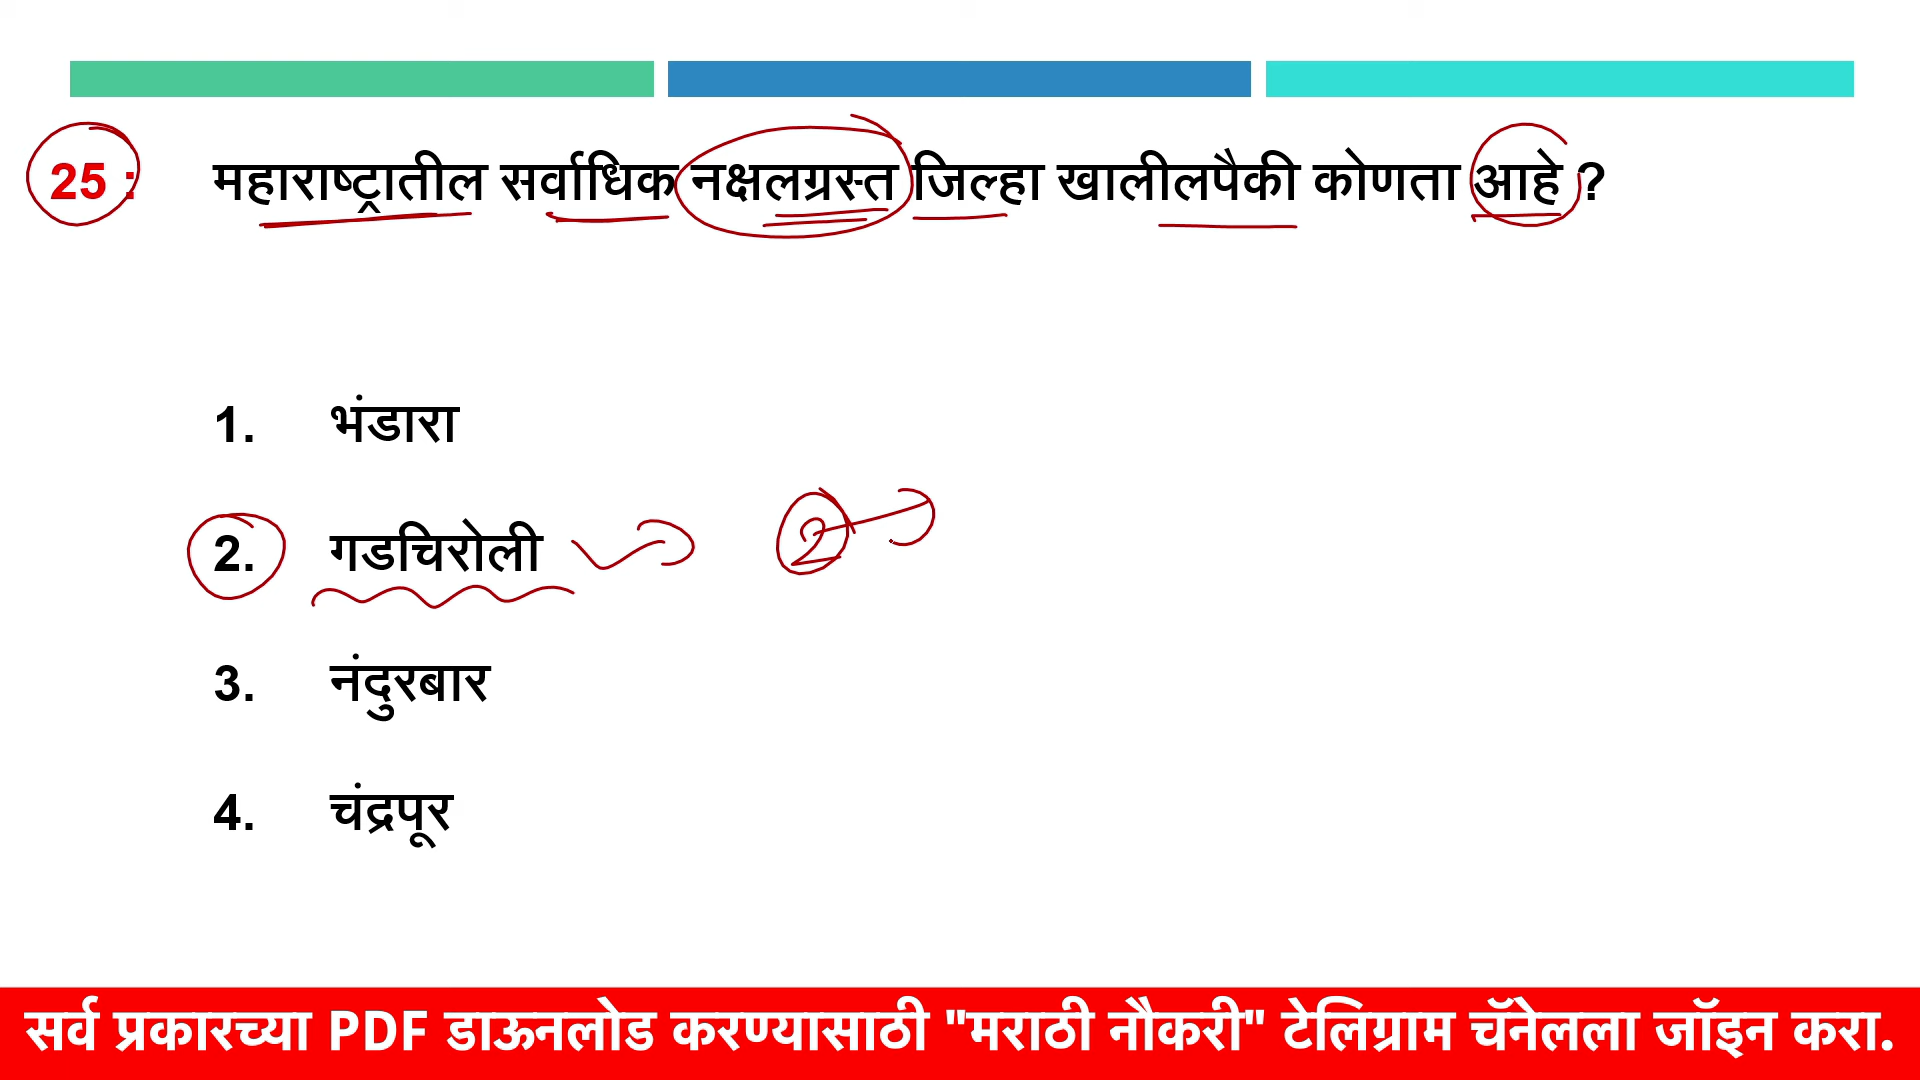 25 : महाराष्ट्रातील सर्वाधिक नक्षलग्रस्त जिल्हा खालीलपैकी कोणता आहे ?
1. भंडारा
2. गडचिरोली 2
3. नंदुरबार
4. चंद्रपूर
सर्व प्रकारच्या PDF डाऊनलोड करण्यासाठी "मराठी नौकरी" टेलिग्राम चॅनेलला जॉइन करा.